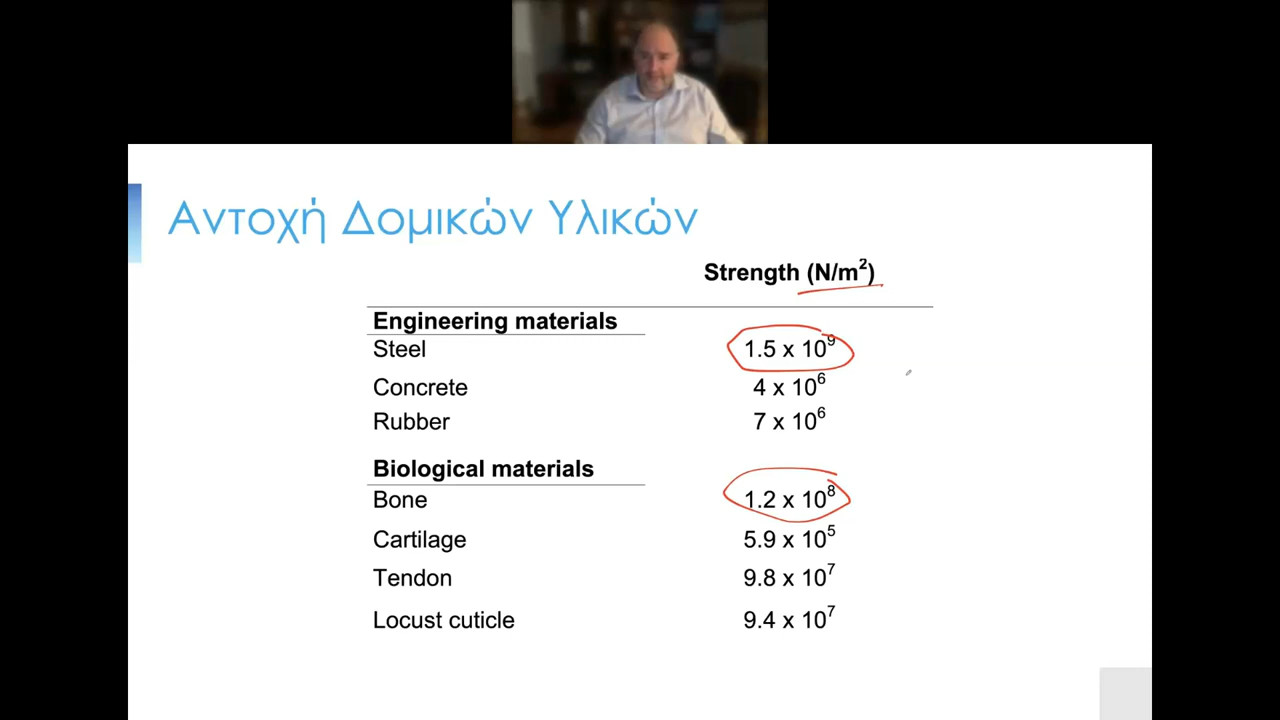 Αντοχή Δομικών Υλικών
Strength (N/m²)
Engineering materials
Steel 1.5 x 10⁹
Concrete 4 x 10⁶
Rubber 7 x 10⁶
Biological materials
Bone 1.2 x 10⁸
Cartilage 5.9 x 10⁵
Tendon 9.8 x 10⁷
Locust cuticle 9.4 x 10⁷